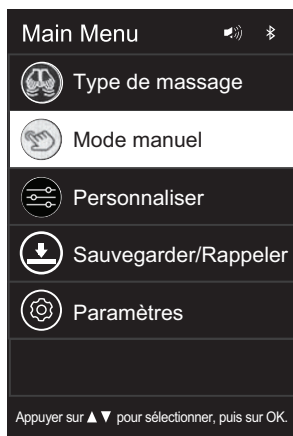 Main Menu
Type de massage
Mode manuel
Personnaliser
Sauvegarder/Rappeler
Paramètres
Appuyer sur ▲▼ pour sélectionner, puis sur OK.